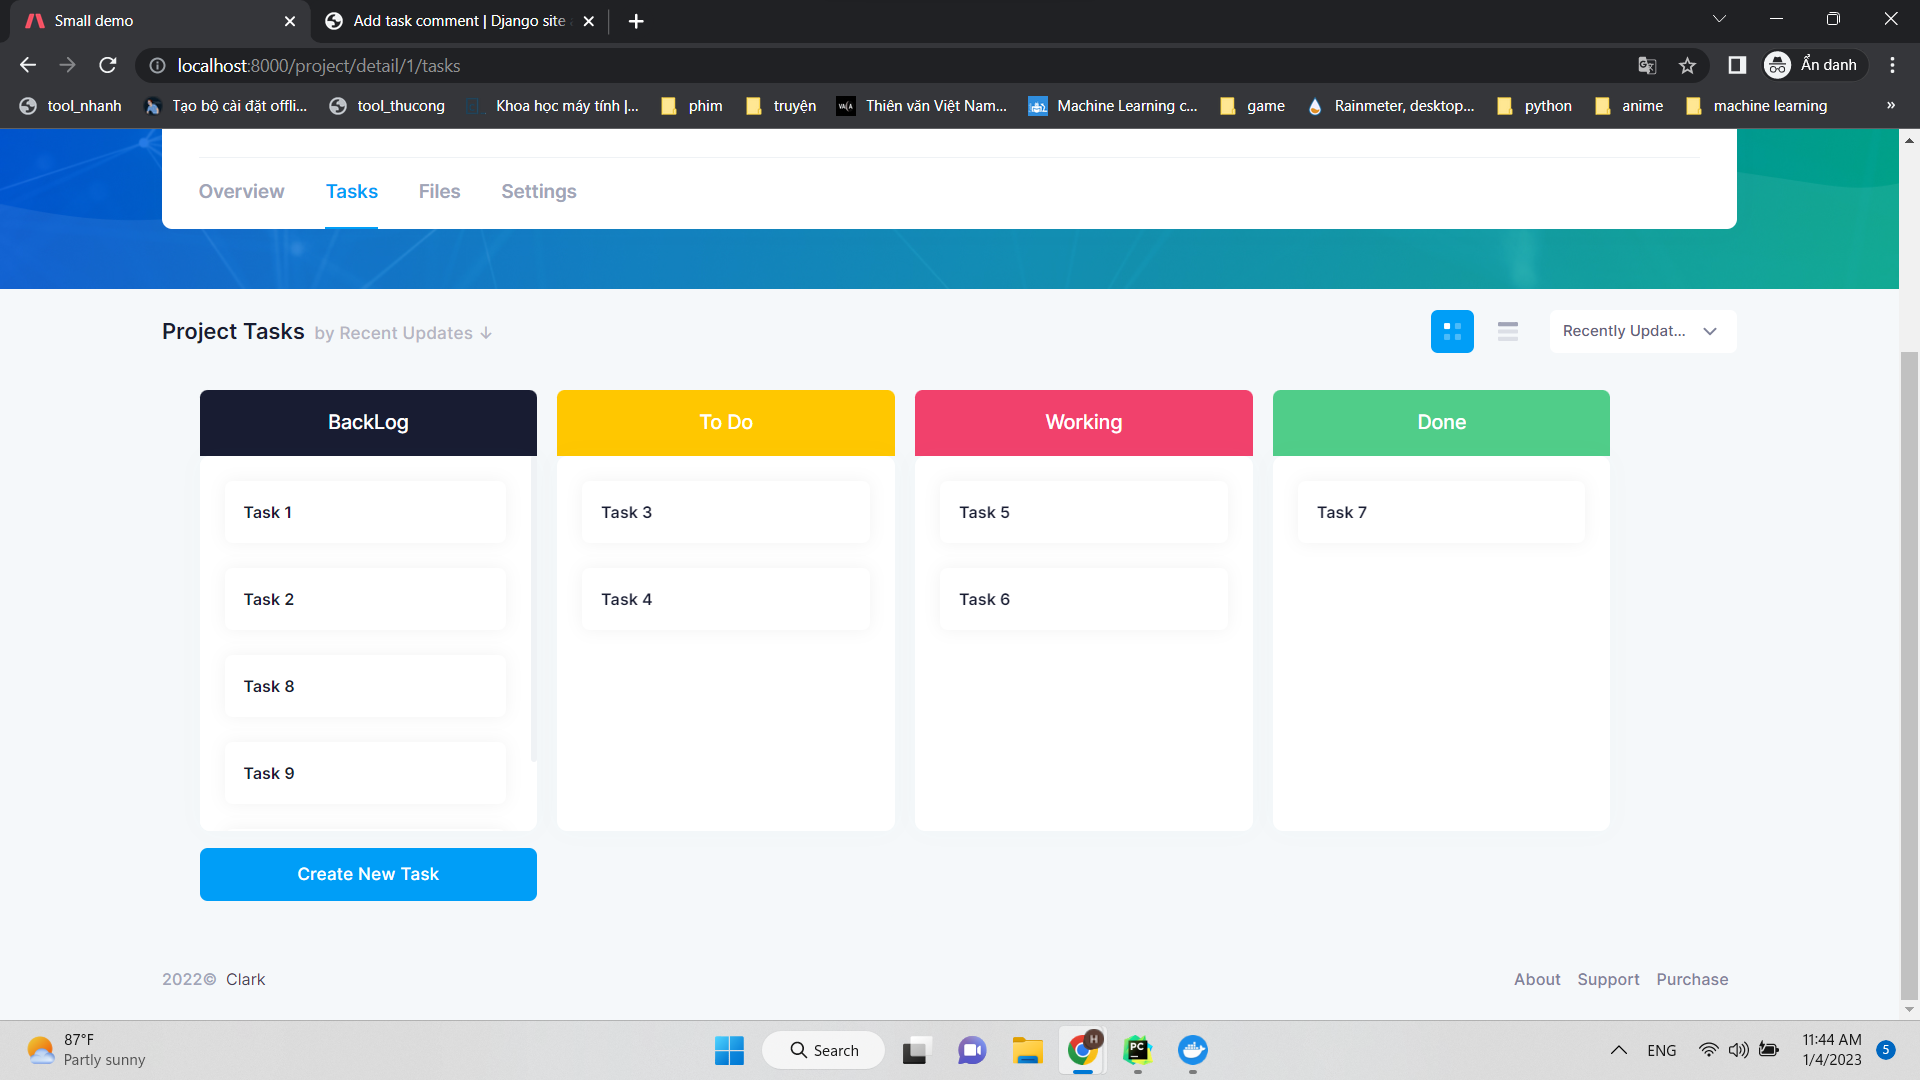 Small demo
Add task comment | Django site
localhost:8000/project/detail/1/tasks
Ẩn danh
tool_nhanh
Tạo bộ cài đặt offli...
tool_thucong
Khoa học máy tính |...
phim
truyện
Thiên văn Việt Nam...
Machine Learning c...
game
Rainmeter, desktop...
python
anime
machine learning
»
Overview
Tasks
Files
Settings
Project Tasks by Recent Updates ↓
Recently Updat...
BackLog
Task 1
Task 2
Task 8
Task 9
Create New Task
To Do
Task 3
Task 4
Working
Task 5
Task 6
Done
Task 7
2022© Clark
About Support Purchase
87°F
Partly sunny
Search
H
PC
ENG
11:44 AM
1/4/2023
5